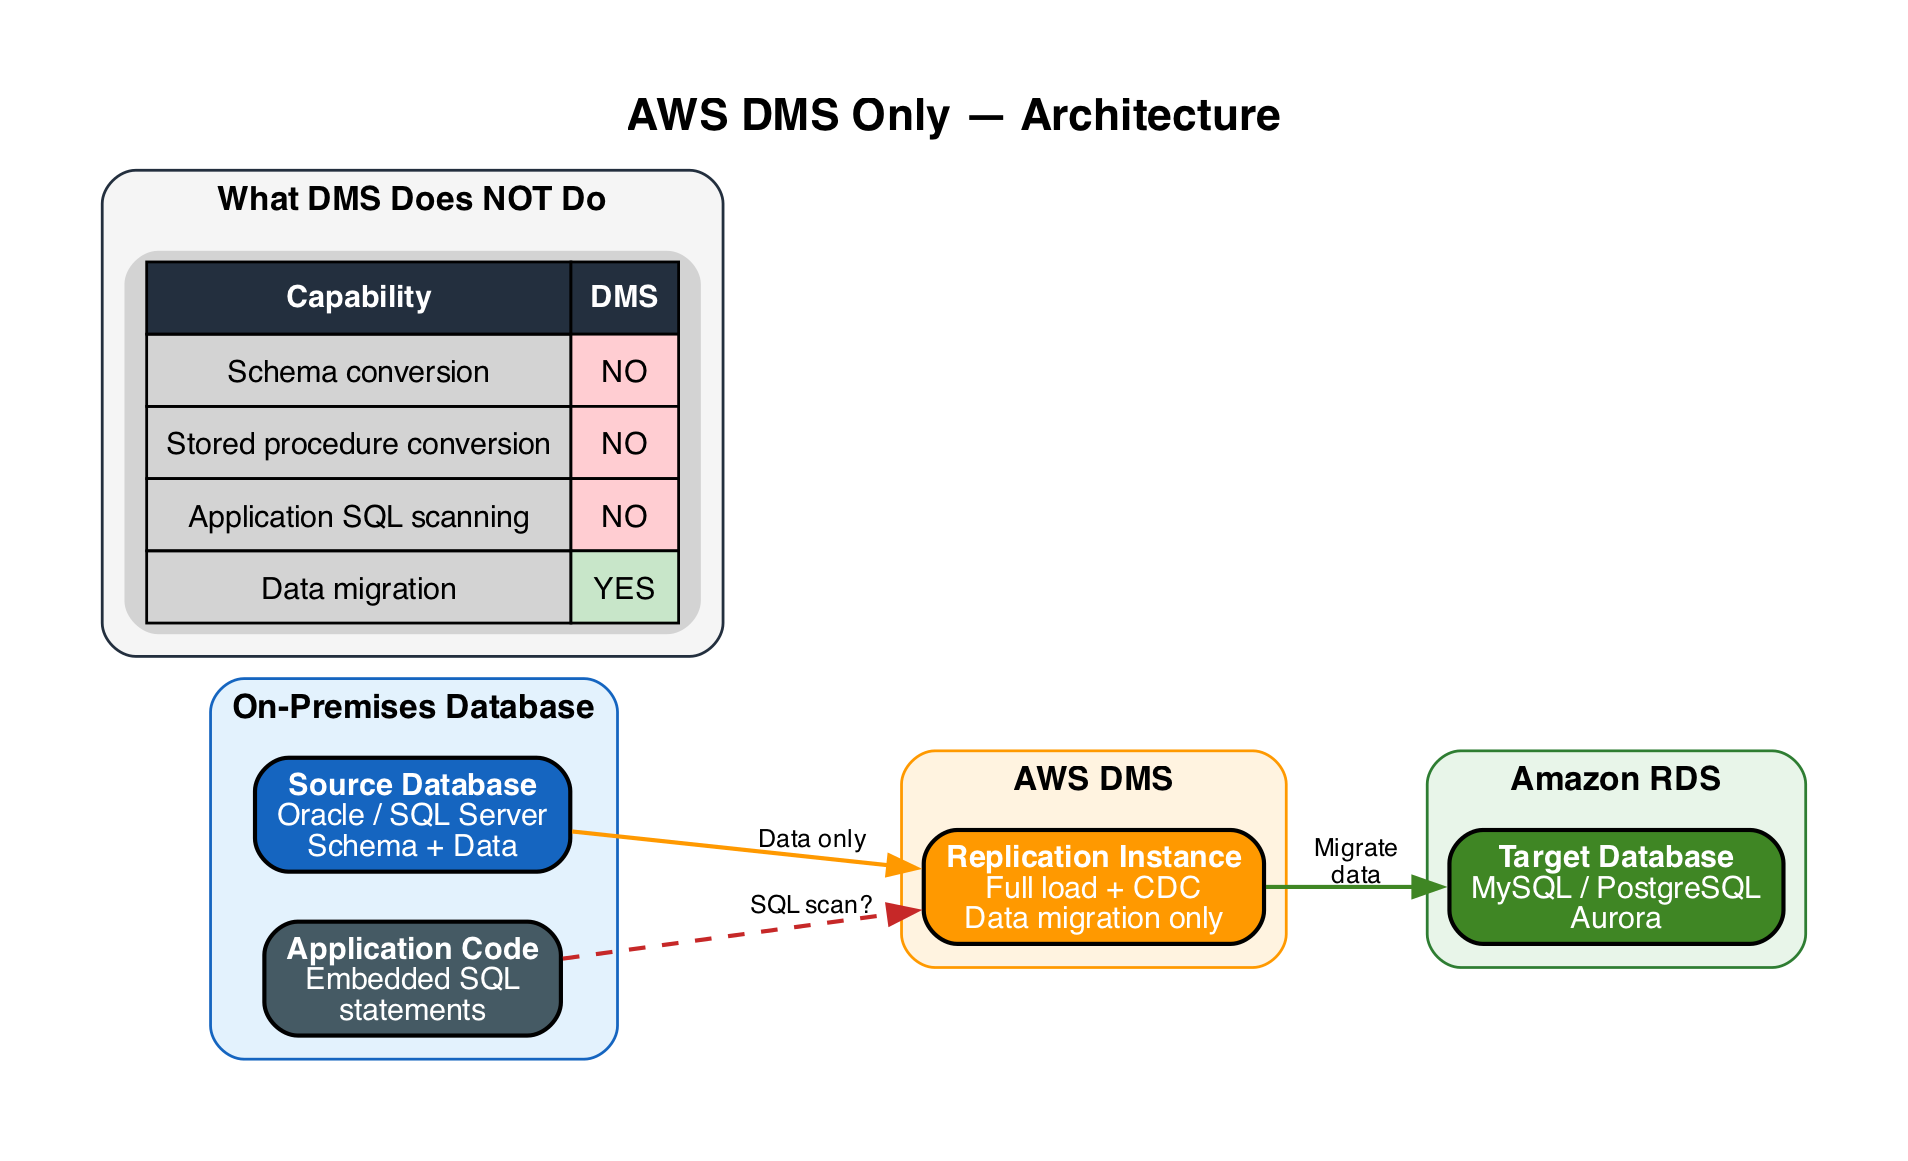 AWS DMS Only — Architecture
What DMS Does NOT Do
Capability DMS
Schema conversion NO
Stored procedure conversion NO
Application SQL scanning NO
Data migration YES
On-Premises Database
Source Database
Oracle / SQL Server
Schema + Data
Application Code
Embedded SQL
statements
Data only
SQL scan?
AWS DMS
Replication Instance
Full load + CDC
Data migration only
Migrate
data
Amazon RDS
Target Database
MySQL / PostgreSQL
Aurora